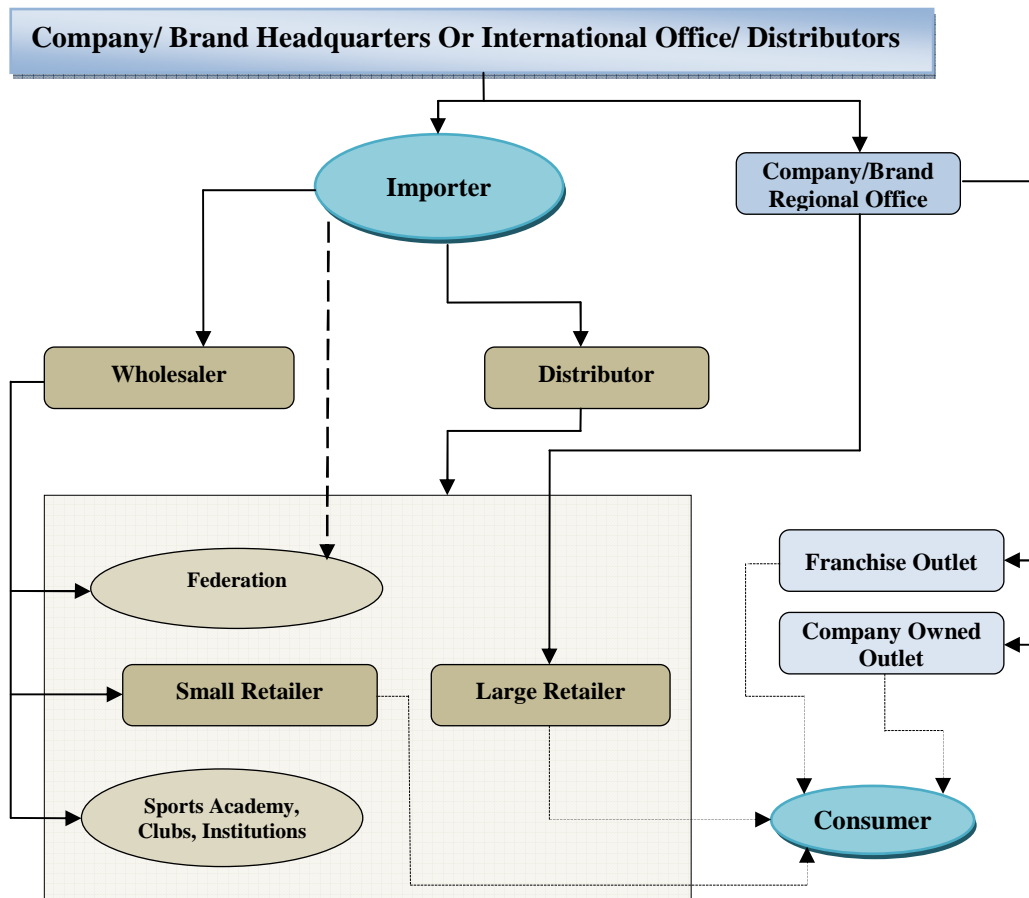 Company/ Brand Headquarters Or International Office/ Distributors
Importer
Company/Brand
Regional Office
Wholesaler
Distributor
Federation
Franchise Outlet
Company Owned
Outlet
Small Retailer
Large Retailer
Sports Academy,
Clubs, Institutions
Consumer